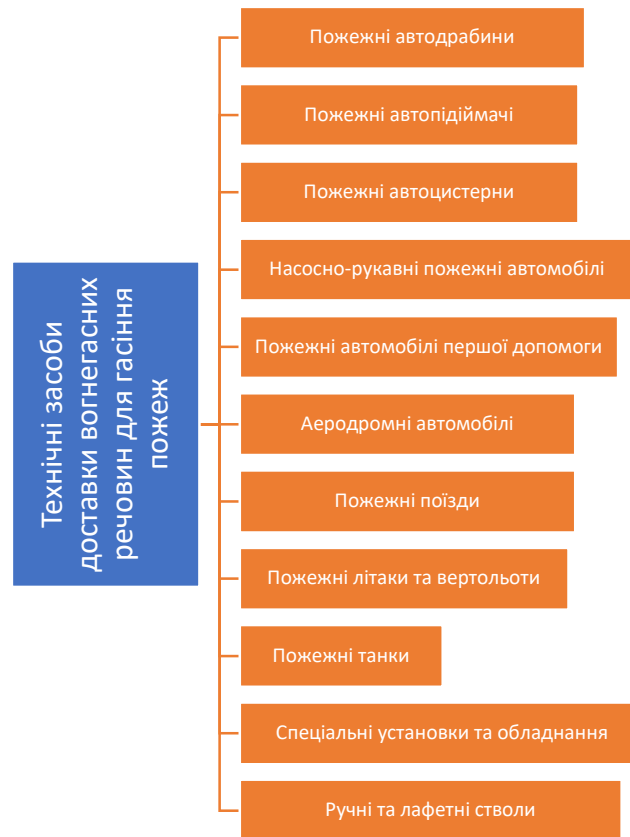 Технічні засоби
доставки вогнегасних
речовин для гасіння
пожеж
Пожежні автодрабини
Пожежні автопідіймачі
Пожежні автоцистерни
Насосно-рукавні пожежні автомобілі
Пожежні автомобілі першої допомоги
Аеродромні автомобілі
Пожежні поїзди
Пожежні літаки та вертольоти
Пожежні танки
Спеціальні установки та обладнання
Ручні та лафетні стволи